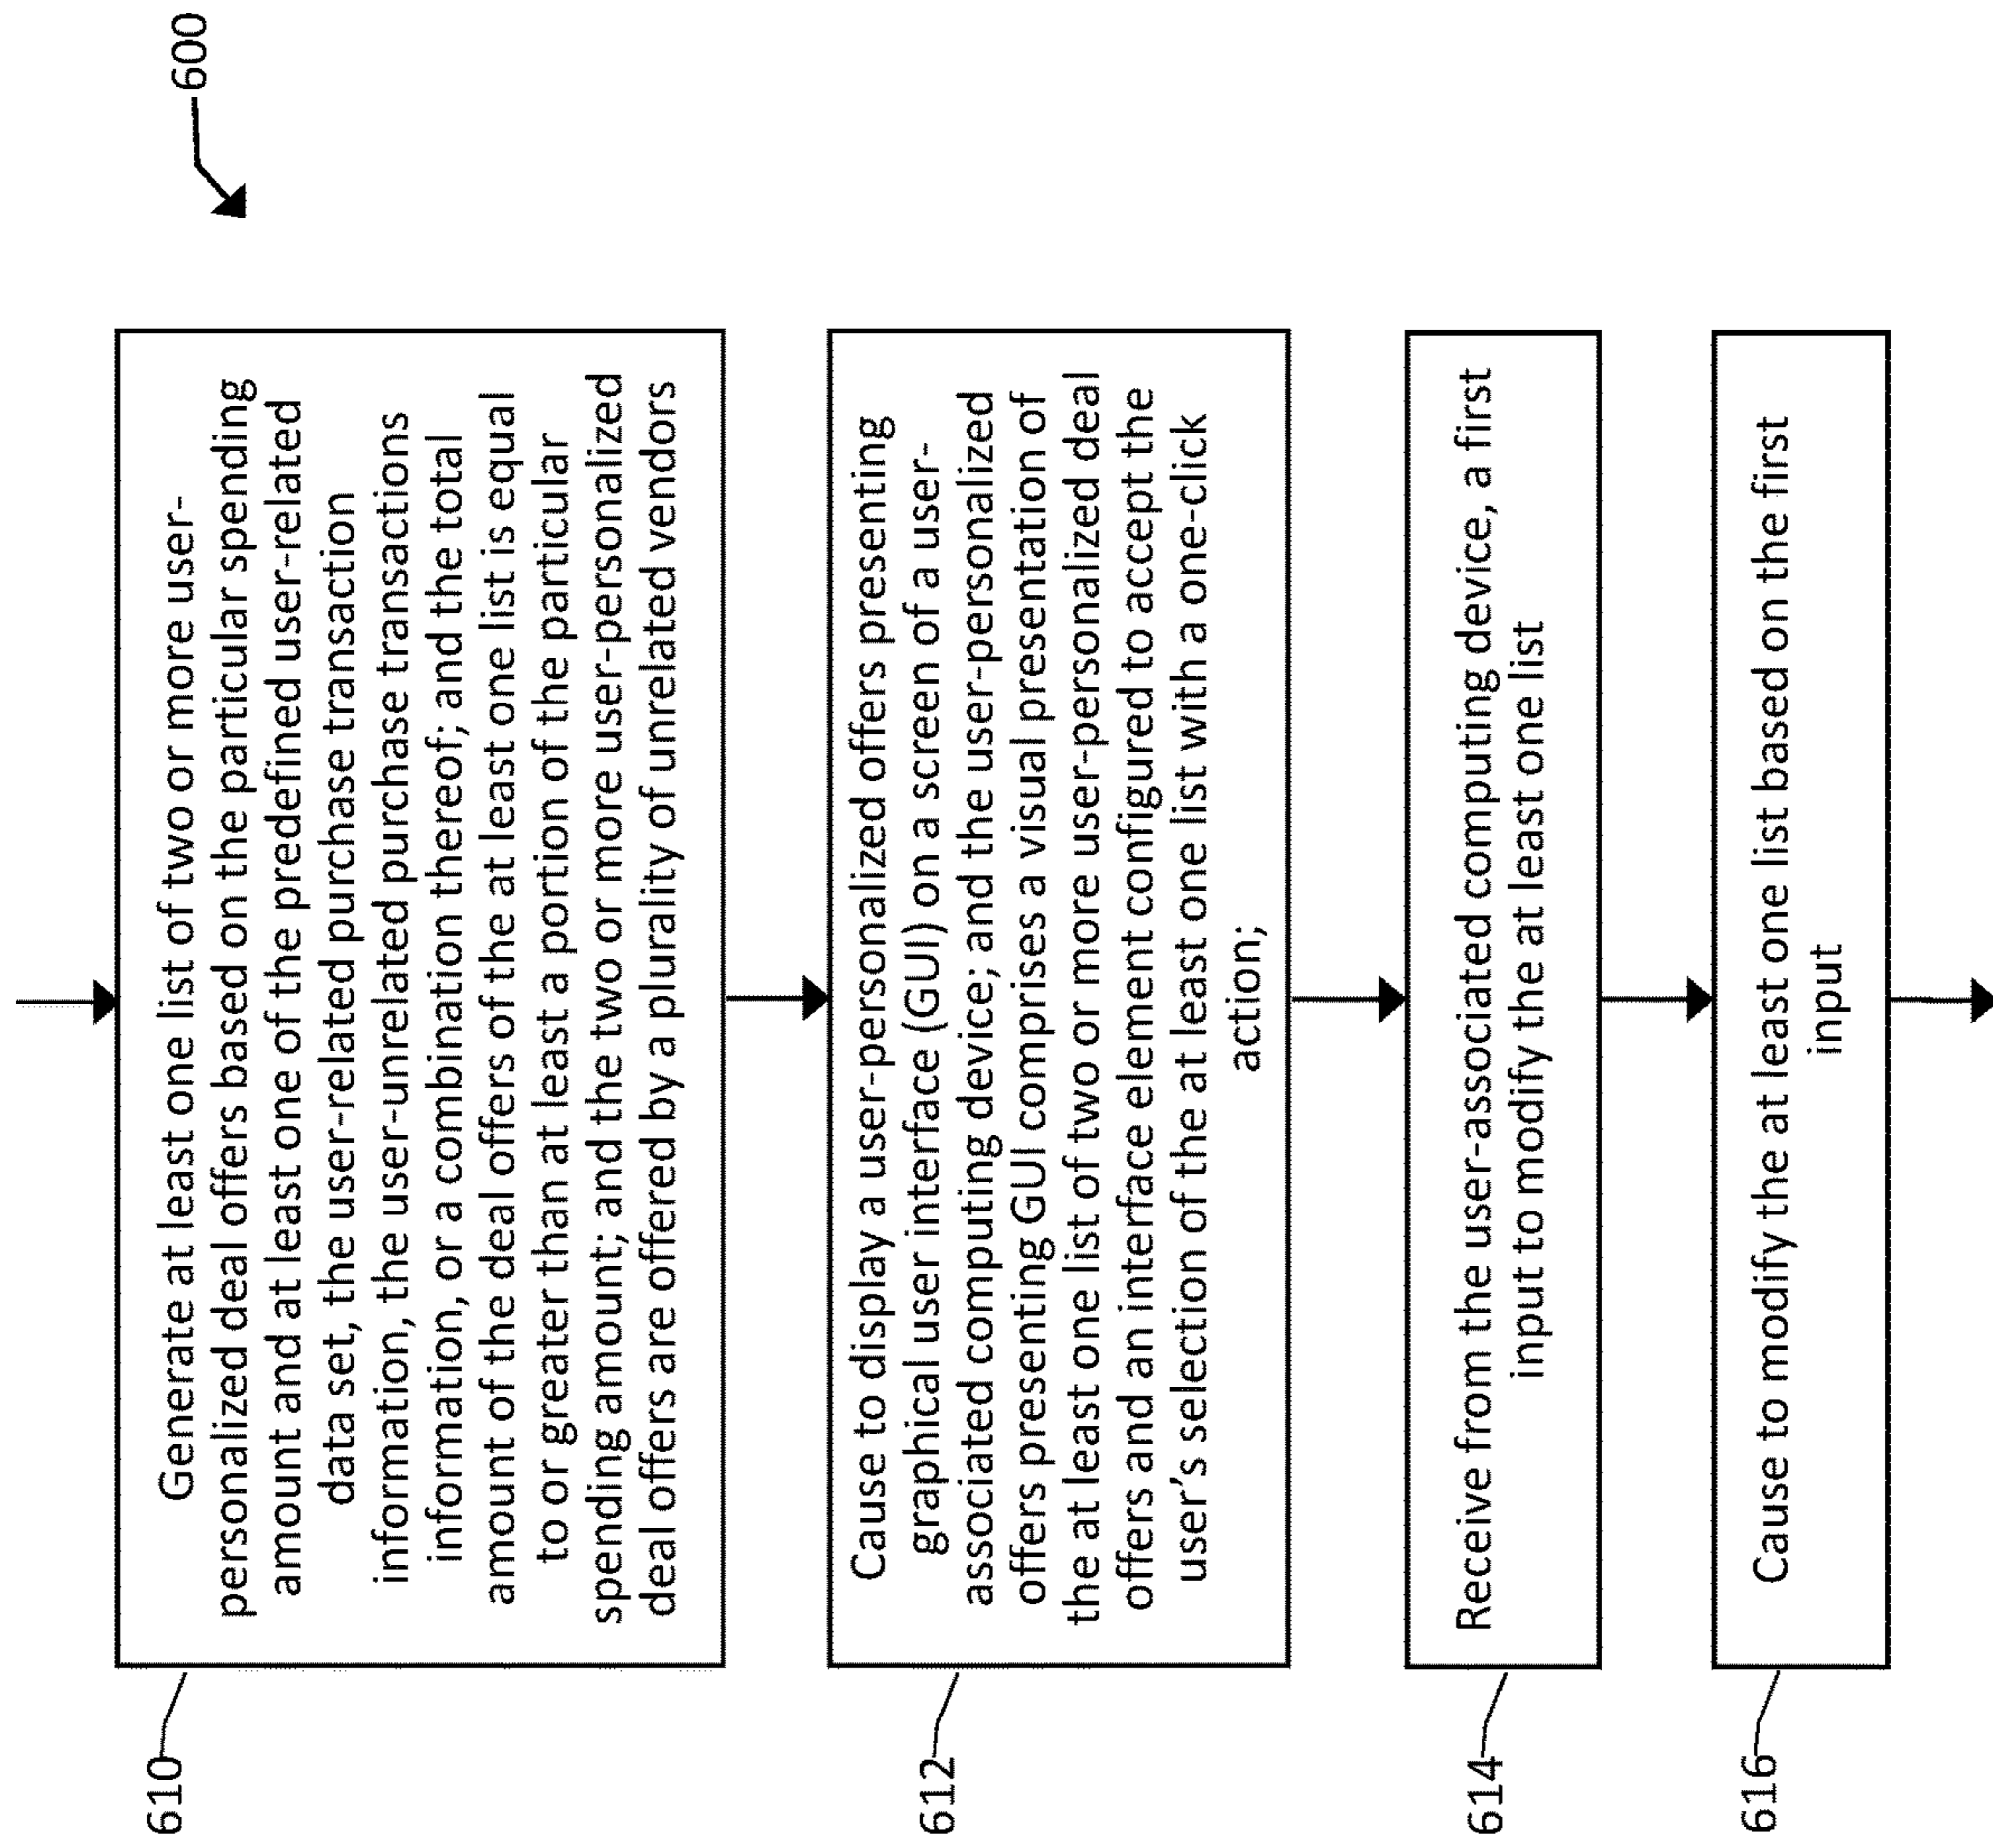 600
610
Generate at least one list of two or more user-
personalized deal offers based on the particular spending
amount and at least one of the predefined user-related
data set, the user-related purchase transaction
information, the user-unrelated purchase transactions
information, or a combination thereof; and the total
amount of the deal offers of the at least one list is equal
to or greater than at least a portion of the particular
spending amount; and the two or more user-personalized
deal offers are offered by a plurality of unrelated vendors
612
Cause to display a user-personalized offers presenting
graphical user interface (GUI) on a screen of a user-
associated computing device; and the user-personalized
offers presenting GUI comprises a visual presentation of
the at least one list of two or more user-personalized deal
offers and an interface element configured to accept the
user's selection of the at least one list with a one-click
action;
614
Receive from the user-associated computing device, a first
input to modify the at least one list
616
Cause to modify the at least one list based on the first
input